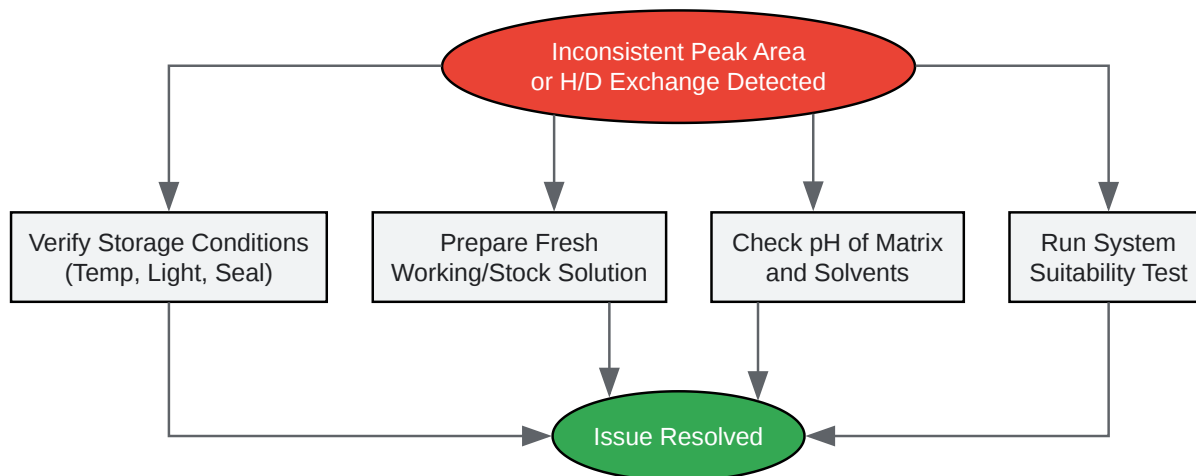 Inconsistent Peak Area
or H/D Exchange Detected
Verify Storage Conditions
(Temp, Light, Seal)
Prepare Fresh
Working/Stock Solution
Check pH of Matrix
and Solvents
Run System
Suitability Test
Issue Resolved